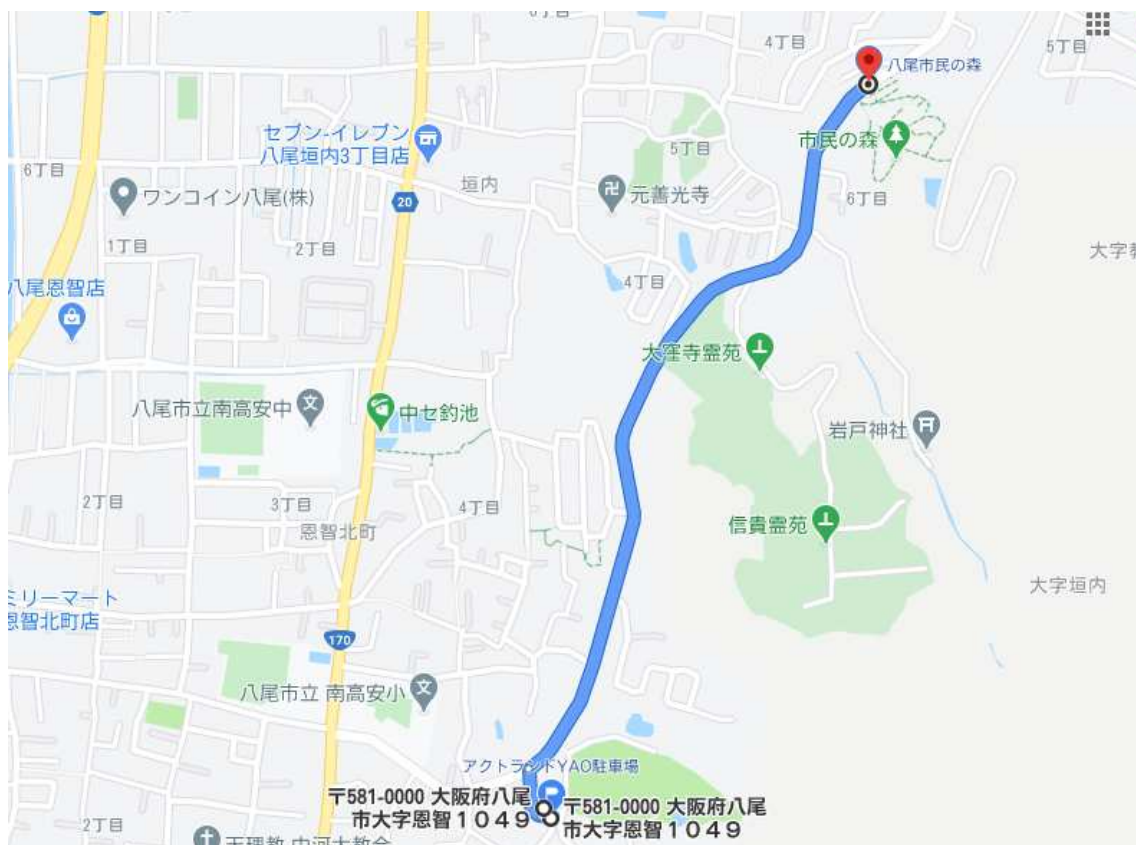 4丁目
5丁目
八尾市民の森
セブン-イレブン
八尾垣内3丁目店
市民の森
5丁目
6丁目
垣内
元善光寺
6丁目
ワンコイン八尾(株)
20
1丁目
2丁目
大字教
4丁目
八尾恩智店
大窪寺霊苑
八尾市立南高安中
中セ釣池
岩戸神社
2丁目
3丁目
4丁目
恩智北町
信貴霊苑
大字垣内
ミリーマート
恩智北町店
170
八尾市立 南高安小
アクトランドYAO駐車場
P
〒581-0000 大阪府八尾
市大字恩智1049
〒581-0000 大阪府八尾
市大字恩智1049
2丁目
天理教 中河大教会